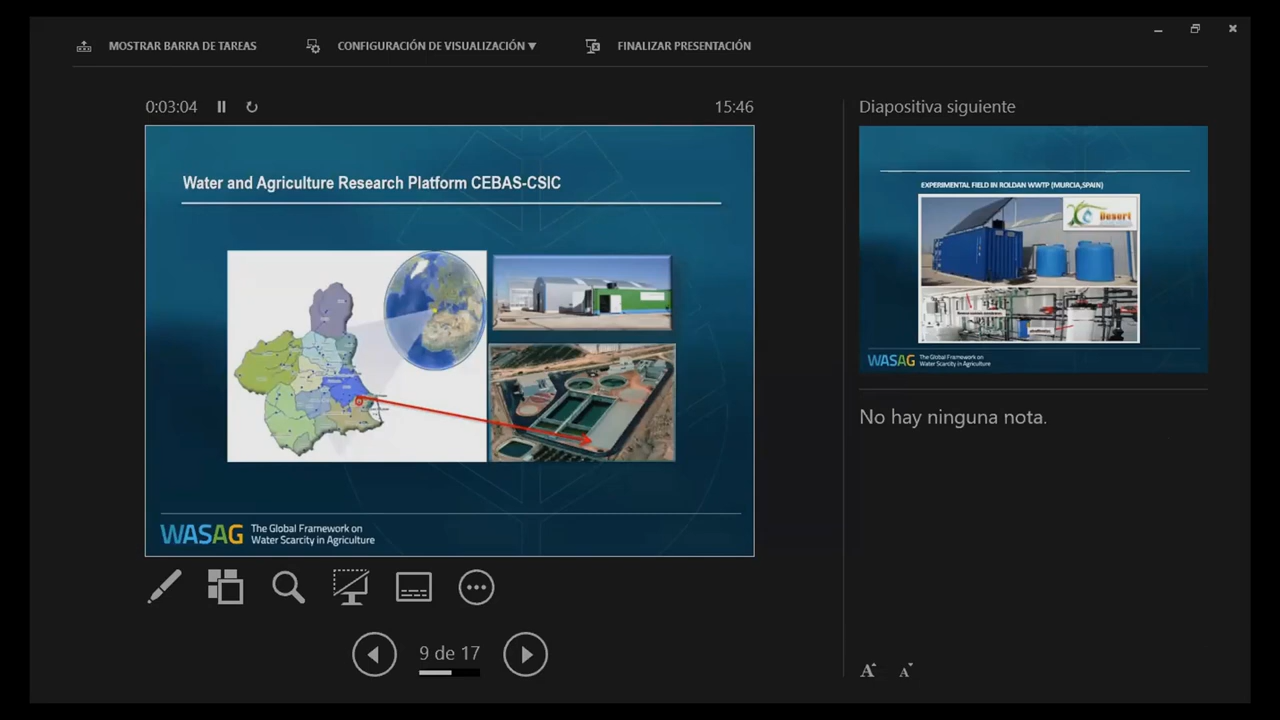 MOSTRAR BARRA DE TAREAS
CONFIGURACIÓN DE VISUALIZACIÓN ▼
FINALIZAR PRESENTACIÓN
0:03:04
15:46
Water and Agriculture Research Platform CEBAS-CSIC
WASAG
The Global Framework on
Water Scarcity in Agriculture
9 de 17
Diapositiva siguiente
EXPERIMENTAL FIELD IN ROLDAN WWTP (MURCIA,SPAIN)
Desert
WASAG
The Global Framework on
Water Scarcity in Agriculture
No hay ninguna nota.
A A